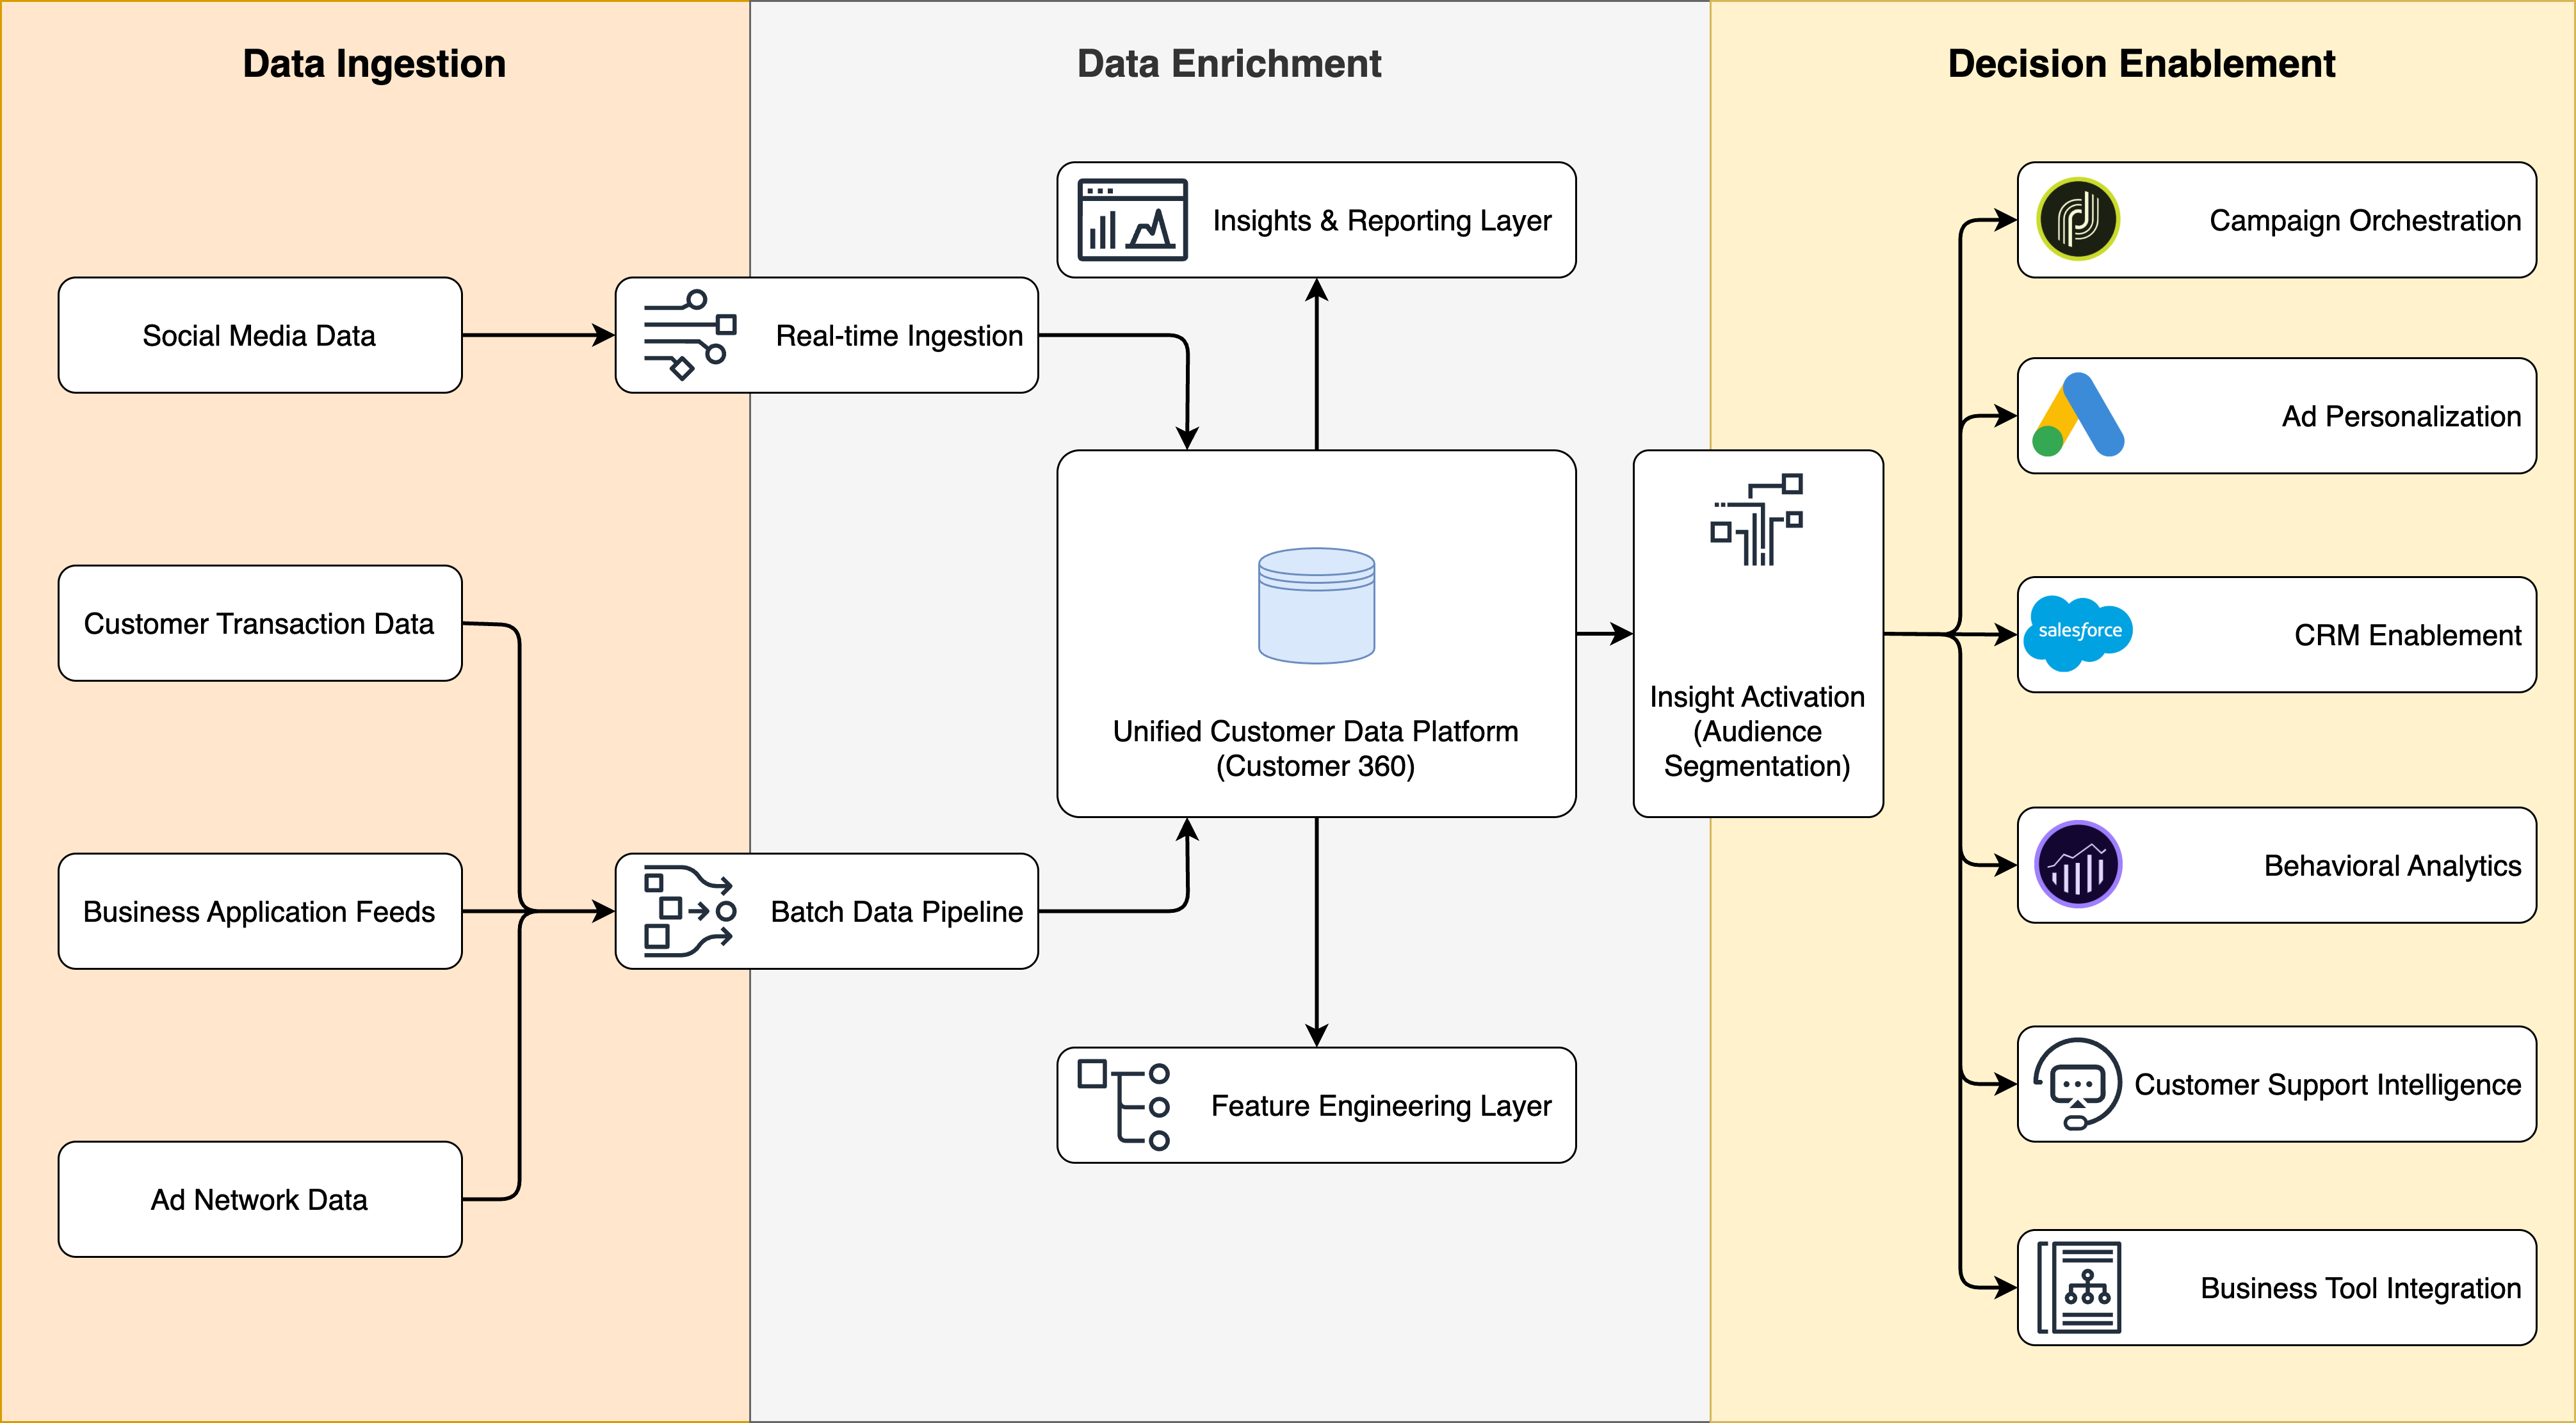 Data Ingestion
Data Enrichment
Decision Enablement
Social Media Data
Customer Transaction Data
Business Application Feeds
Ad Network Data
Real-time Ingestion
Batch Data Pipeline
Insights & Reporting Layer
Unified Customer Data Platform
(Customer 360)
Feature Engineering Layer
Insight Activation
(Audience
Segmentation)
Campaign Orchestration
Ad Personalization
salesforce
CRM Enablement
Behavioral Analytics
Customer Support Intelligence
Business Tool Integration